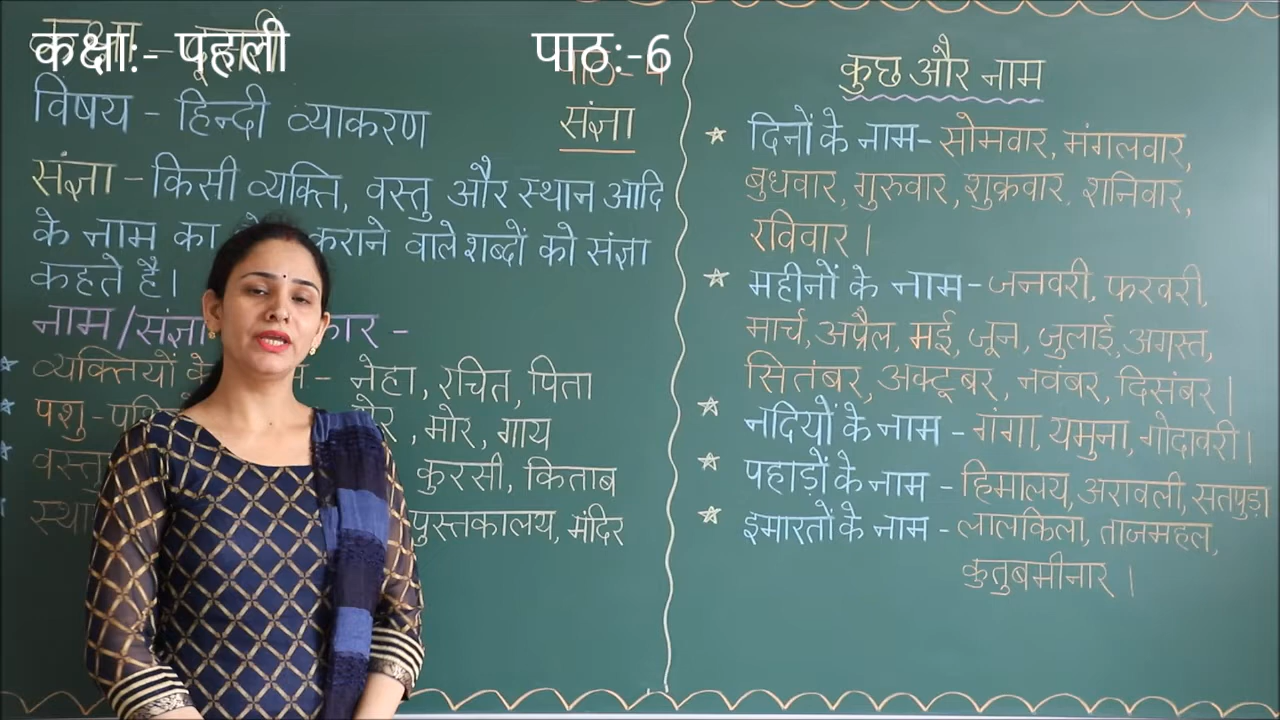 कक्षा:- पहली
पाठ:-6
विषय - हिन्दी व्याकरण
संज्ञा
संज्ञा - किसी व्यक्ति, वस्तु और स्थान आदि
के नाम का कराने वाले शब्दों को संज्ञा
कहते है।
नाम/संज्ञा
व्यक्तियों के - नेहा, रचित, पिता
पशु - , मोर, गाय
कुरसी, किताब
पुस्तकालय, मंदिर
कुछ और नाम
☆ दिनों के नाम- सोमवार, मंगलवार,
बुधवार, गुरुवार, शुक्रवार, शनिवार,
रविवार।
☆ महीनों के नाम- जनवरी, फरवरी,
मार्च, अप्रैल, मई, जून, जुलाई, अगस्त,
सितंबर, अक्टूबर, नवंबर, दिसंबर।
☆ नदियों के नाम - गंगा, यमुना, गोदावरी।
☆ पहाड़ों के नाम - हिमालय, अरावली, सतपुड़ा
☆ इमारतों के नाम - लालकिला, ताजमहल,
कुतुबमीनार।